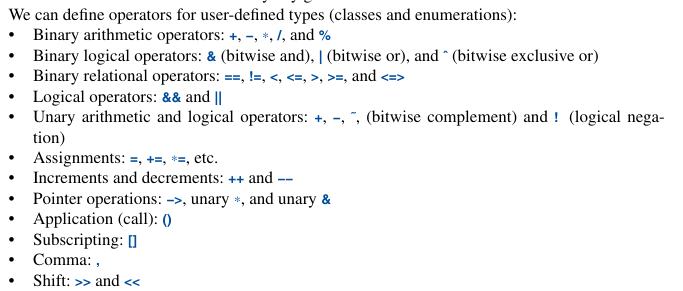 We can define operators for user-defined types (classes and enumerations):
• Binary arithmetic operators: +, −, ∗, /, and %
• Binary logical operators: & (bitwise and), | (bitwise or), and ˆ (bitwise exclusive or)
• Binary relational operators: ==, !=, <, <=, >, >=, and <=>
• Logical operators: && and ||
• Unary arithmetic and logical operators: +, −, ˜, (bitwise complement) and ! (logical nega-
tion)
• Assignments: =, +=, ∗=, etc.
• Increments and decrements: ++ and −−
• Pointer operations: −>, unary ∗, and unary &
• Application (call): ()
• Subscripting: []
• Comma: ,
• Shift: >> and <<